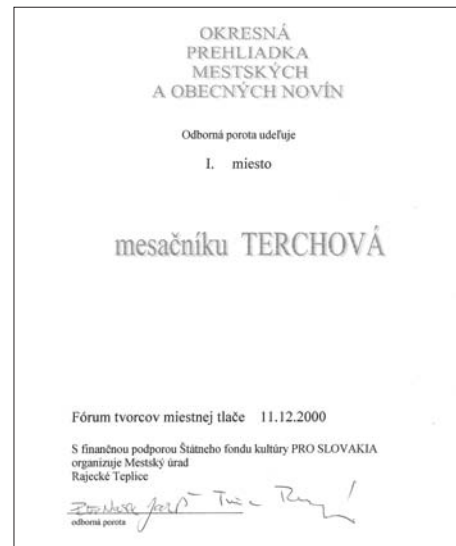 OKRESNÁ
PREHLIADKA
MESTSKÝCH
A OBECNÝCH NOVÍN
Odborná porota udeľuje
I. miesto
mesačníku TERCHOVÁ
Fórum tvorcov miestnej tlače 11.12.2000
S finančnou podporou Štátneho fondu kultúry PRO SLOVAKIA
organizuje Mestský úrad
Rajecké Teplice
odborná porota